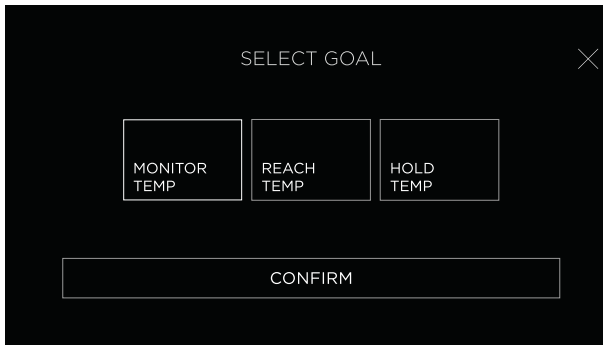 SELECT GOAL
MONITOR
TEMP
REACH
TEMP
HOLD
TEMP
CONFIRM